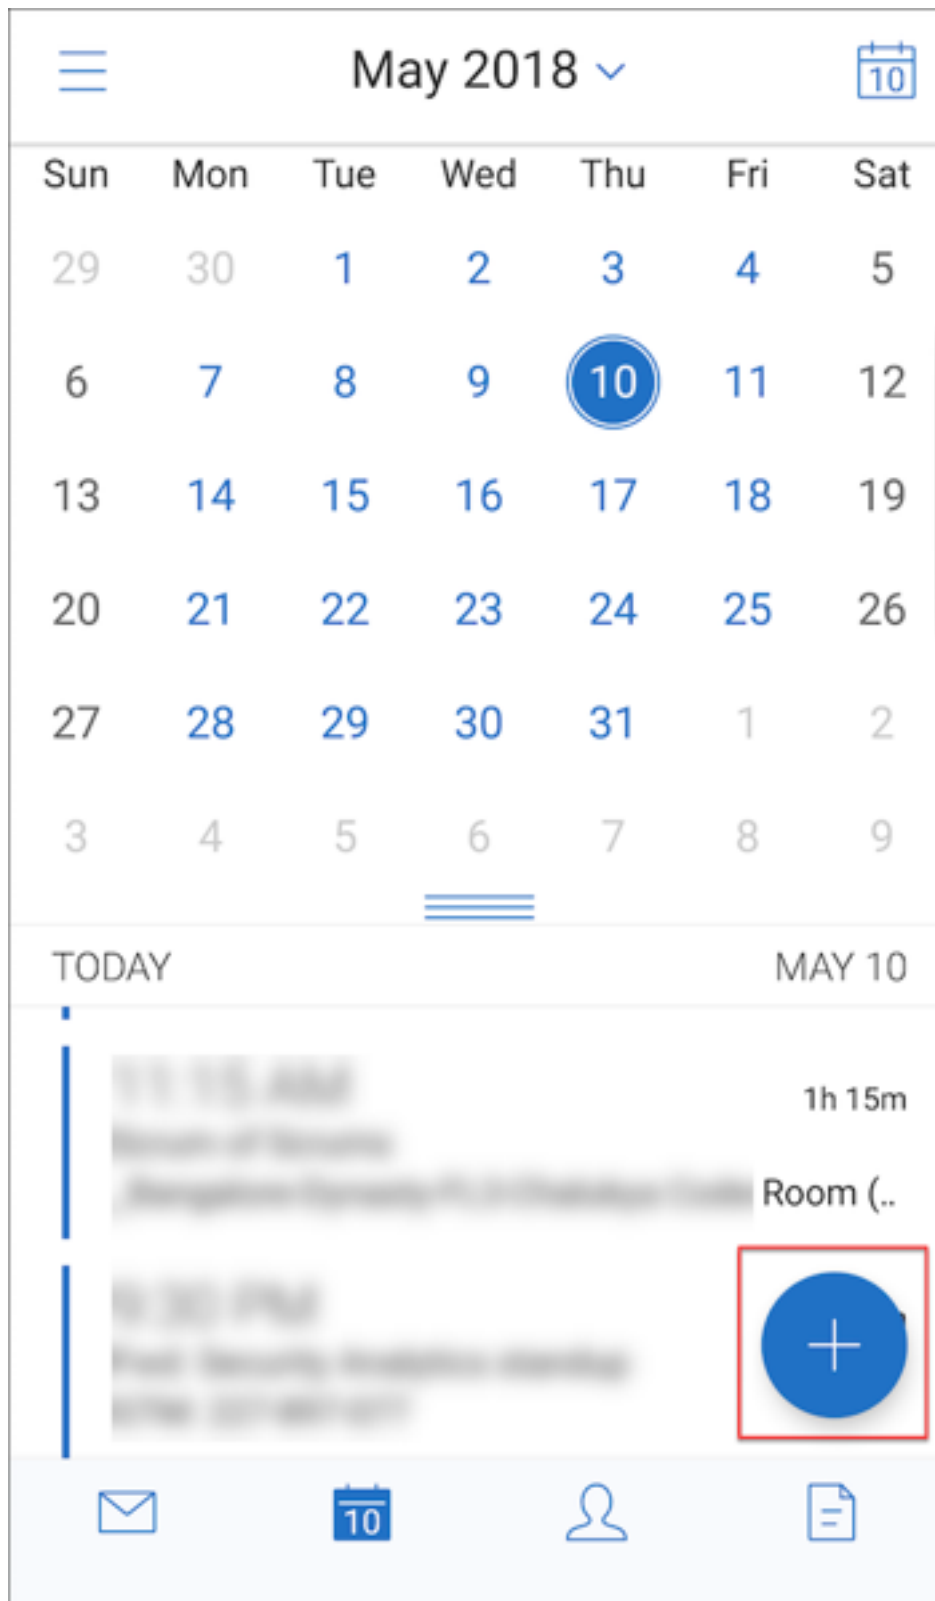 May 2018
10
Sun Mon Tue Wed Thu Fri Sat
29 30 1 2 3 4 5
6 7 8 9 10 11 12
13 14 15 16 17 18 19
20 21 22 23 24 25 26
27 28 29 30 31 1 2
3 4 5 6 7 8 9
TODAY MAY 10
1h 15m
Room (..
10